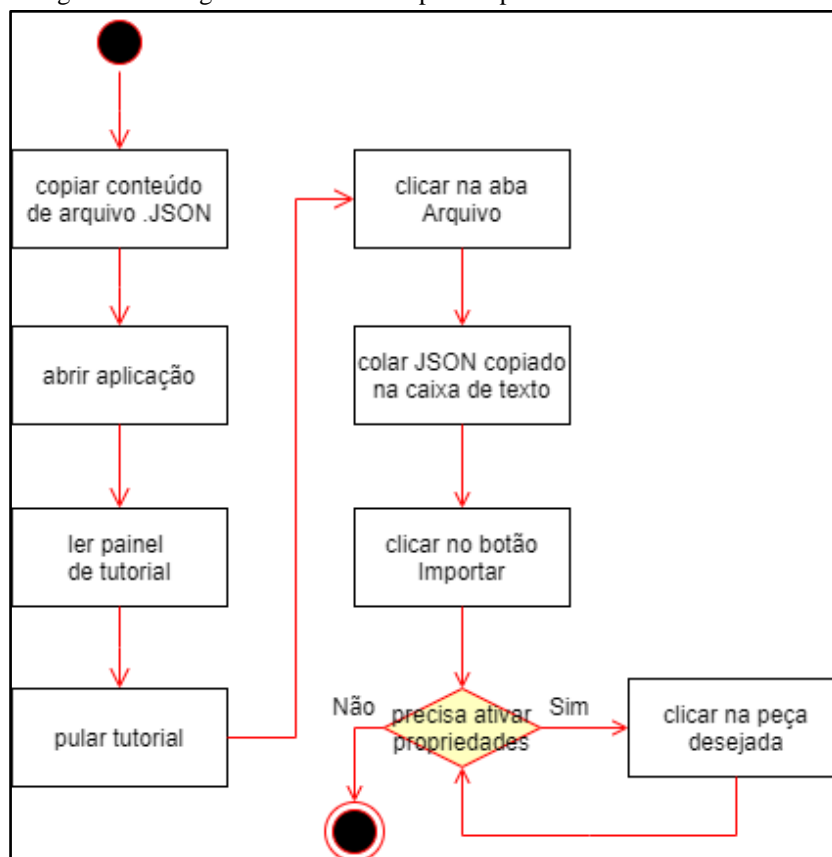 copiar conteúdo
de arquivo .JSON
abrir aplicação
ler painel
de tutorial
pular tutorial
clicar na aba
Arquivo
colar JSON copiado
na caixa de texto
clicar no botão
Importar
Não
precisa ativar
propriedades
Sim
clicar na peça
desejada